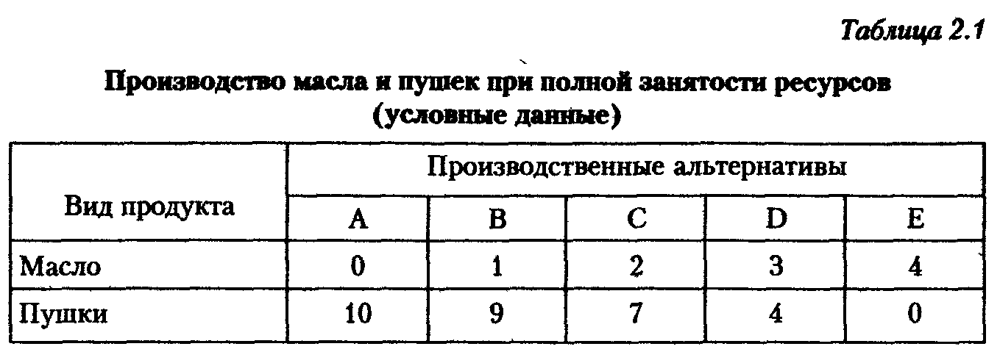 Таблица 2.1
Производство масла и пушек при полной занятости ресурсов
(условные данные)
Вид продукта
Производственные альтернативы
A B C D E
Масло 0 1 2 3 4
Пушки 10 9 7 4 0